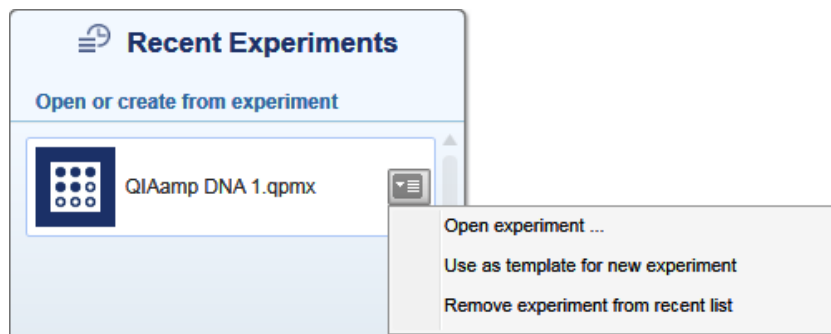 Recent Experiments
Open or create from experiment
QIAamp DNA 1.qpmx
Open experiment ...
Use as template for new experiment
Remove experiment from recent list